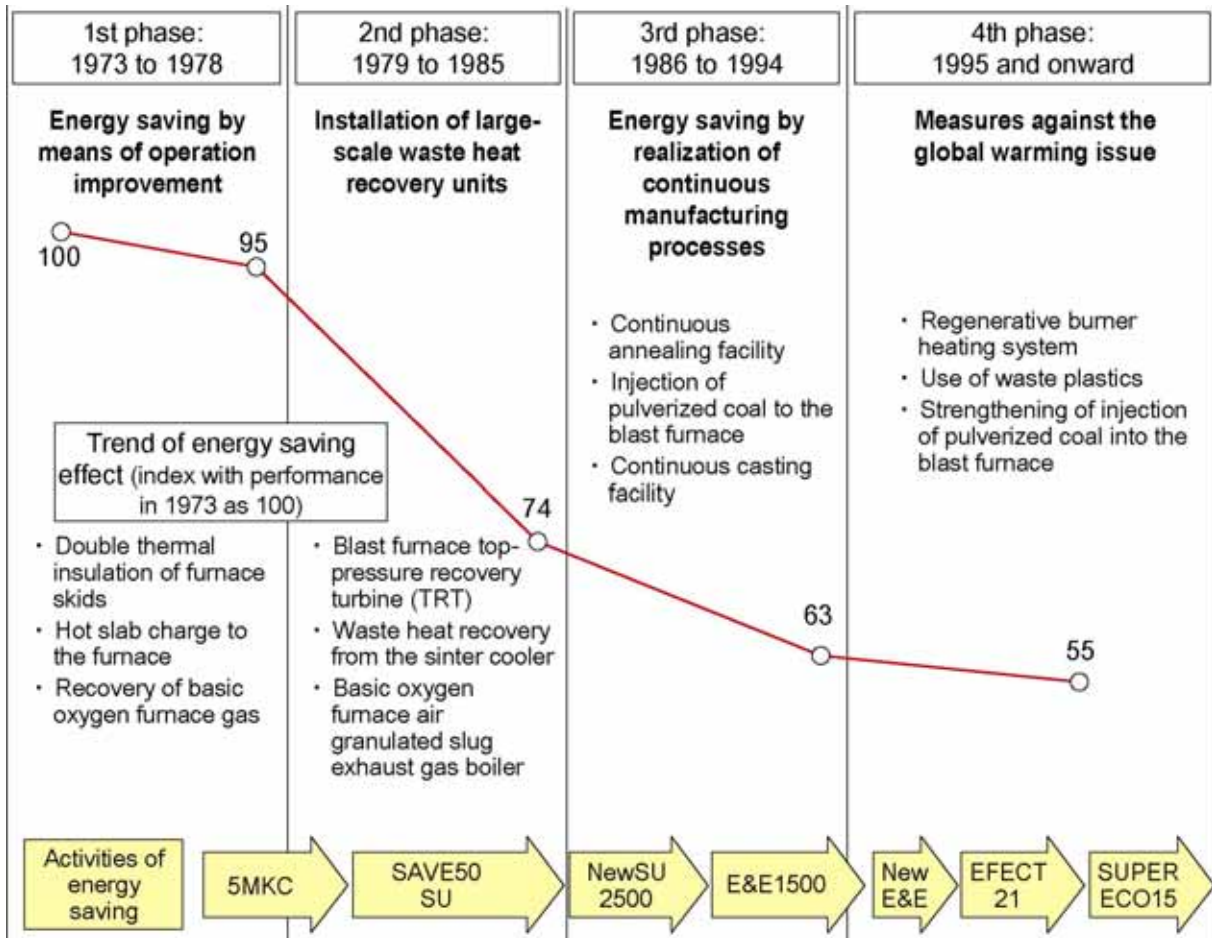 1st phase:
1973 to 1978
Energy saving by
means of operation
improvement
2nd phase:
1979 to 1985
Installation of large-
scale waste heat
recovery units
3rd phase:
1986 to 1994
Energy saving by
realization of
continuous
manufacturing
processes
4th phase:
1995 and onward
Measures against the
global warming issue
100
95
74
63
55
Trend of energy saving
effect (index with performance
in 1973 as 100)
· Double thermal
insulation of furnace
skids
· Hot slab charge to
the furnace
· Recovery of basic
oxygen furnace gas
· Blast furnace top-
pressure recovery
turbine (TRT)
· Waste heat recovery
from the sinter cooler
· Basic oxygen
furnace air
granulated slug
exhaust gas boiler
· Continuous
annealing facility
· Injection of
pulverized coal to the
blast furnace
· Continuous casting
facility
· Regenerative burner
heating system
· Use of waste plastics
· Strengthening of injection
of pulverized coal into the
blast furnace
Activities of
energy
saving
5MKC
SAVE50
SU
NewSU
2500
E&E1500
New
E&E
EFECT
21
SUPER
ECO15